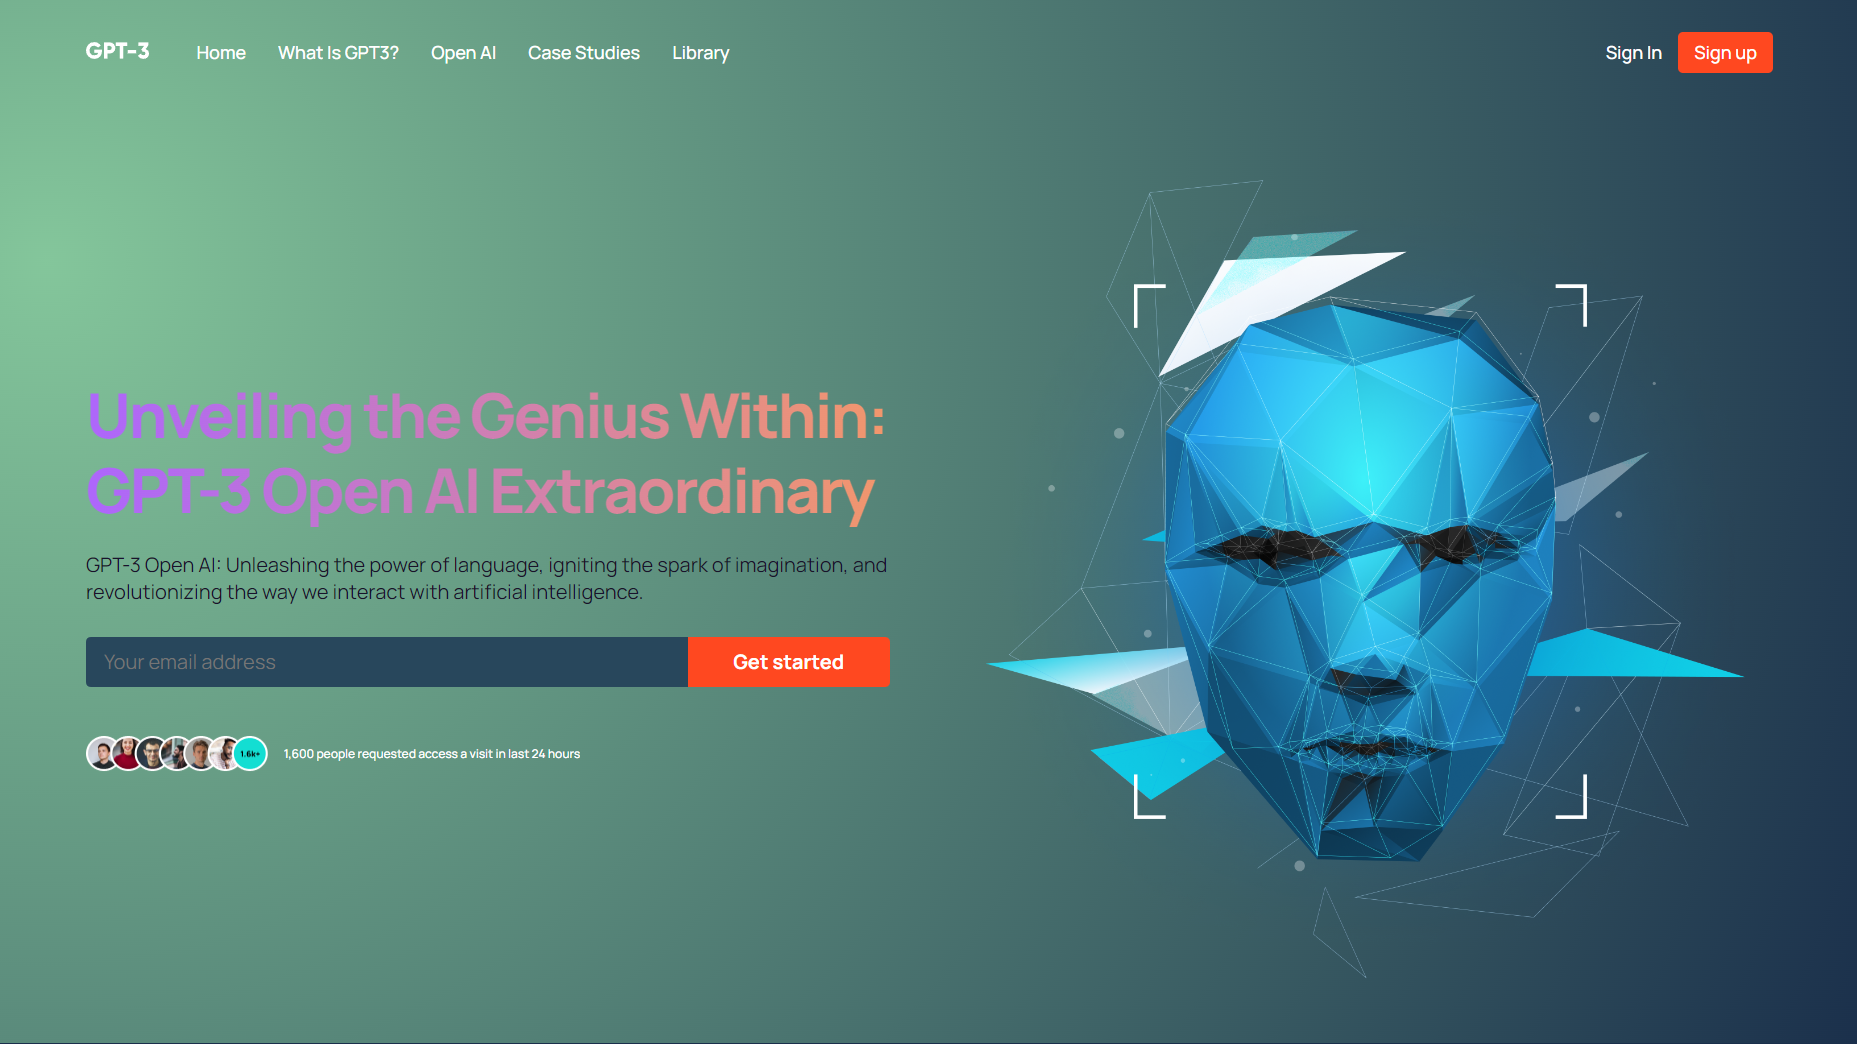 GPT-3
Home
What Is GPT3?
Open AI
Case Studies
Library
Sign In
Sign up
Unveiling the Genius Within:
GPT-3 Open AI Extraordinary
GPT-3 Open AI: Unleashing the power of language, igniting the spark of imagination, and
revolutionizing the way we interact with artificial intelligence.
Your email address
Get started
1.6k+
1,600 people requested access a visit in last 24 hours